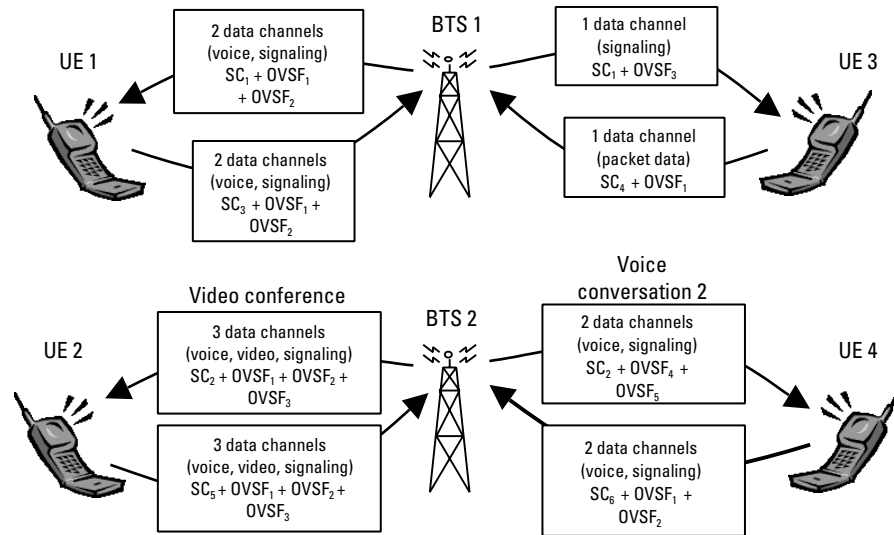 UE 1
2 data channels
(voice, signaling)
SC₁ + OVSF₁
+ OVSF₂
BTS 1
1 data channel
(signaling)
SC₁ + OVSF₃
UE 3
2 data channels
(voice, signaling)
SC₃ + OVSF₁ +
OVSF₂
1 data channel
(packet data)
SC₄ + OVSF₁
Video conference
Voice
conversation 2
UE 2
3 data channels
(voice, video, signaling)
SC₂ + OVSF₁ + OVSF₂ +
OVSF₃
BTS 2
2 data channels
(voice, signaling)
SC₂ + OVSF₄ +
OVSF₅
UE 4
3 data channels
(voice, video, signaling)
SC₅ + OVSF₁ + OVSF₂ +
OVSF₃
2 data channels
(voice, signaling)
SC₆ + OVSF₁ +
OVSF₂